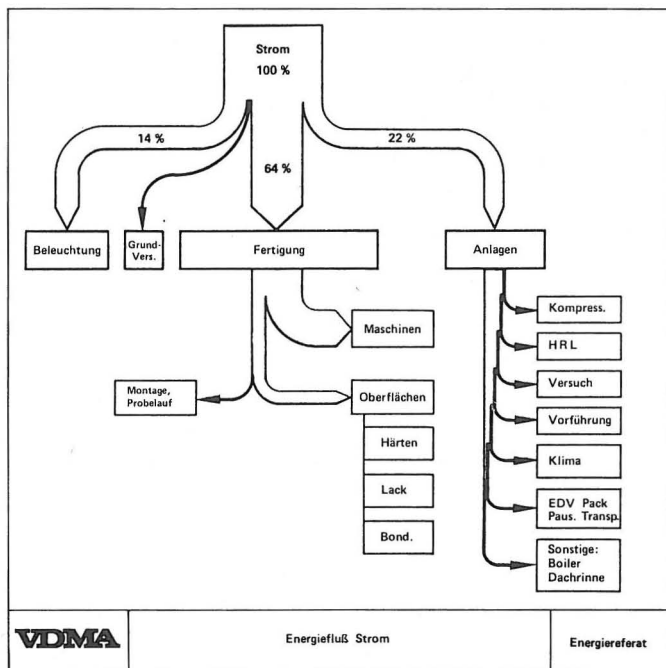 Strom
100 %
14 %
22 %
64 %
Beleuchtung
Grund-
Vers.
Fertigung
Anlagen
Kompress.
Maschinen
HRL
Versuch
Montage,
Probelauf
Oberflächen
Vorführung
Härten
Klima
Lack
EDV Pack
Paus. Transp.
Bond.
Sonstige:
Boiler
Dachrinne
VDMA
Energiefluß Strom
Energiereferat